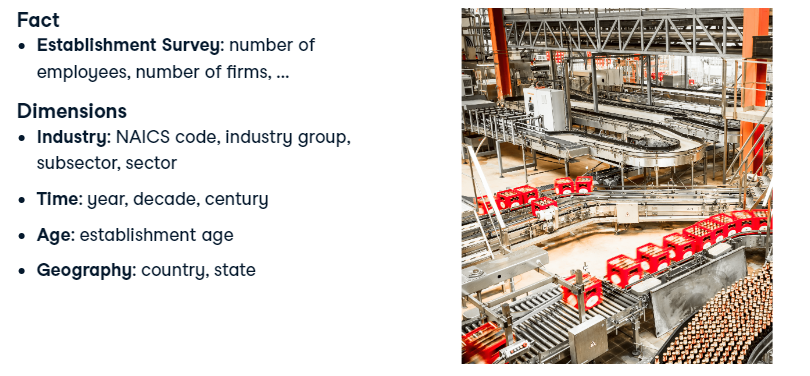 Fact
• Establishment Survey: number of
employees, number of firms, ...
Dimensions
• Industry: NAICS code, industry group,
subsector, sector
• Time: year, decade, century
• Age: establishment age
• Geography: country, state